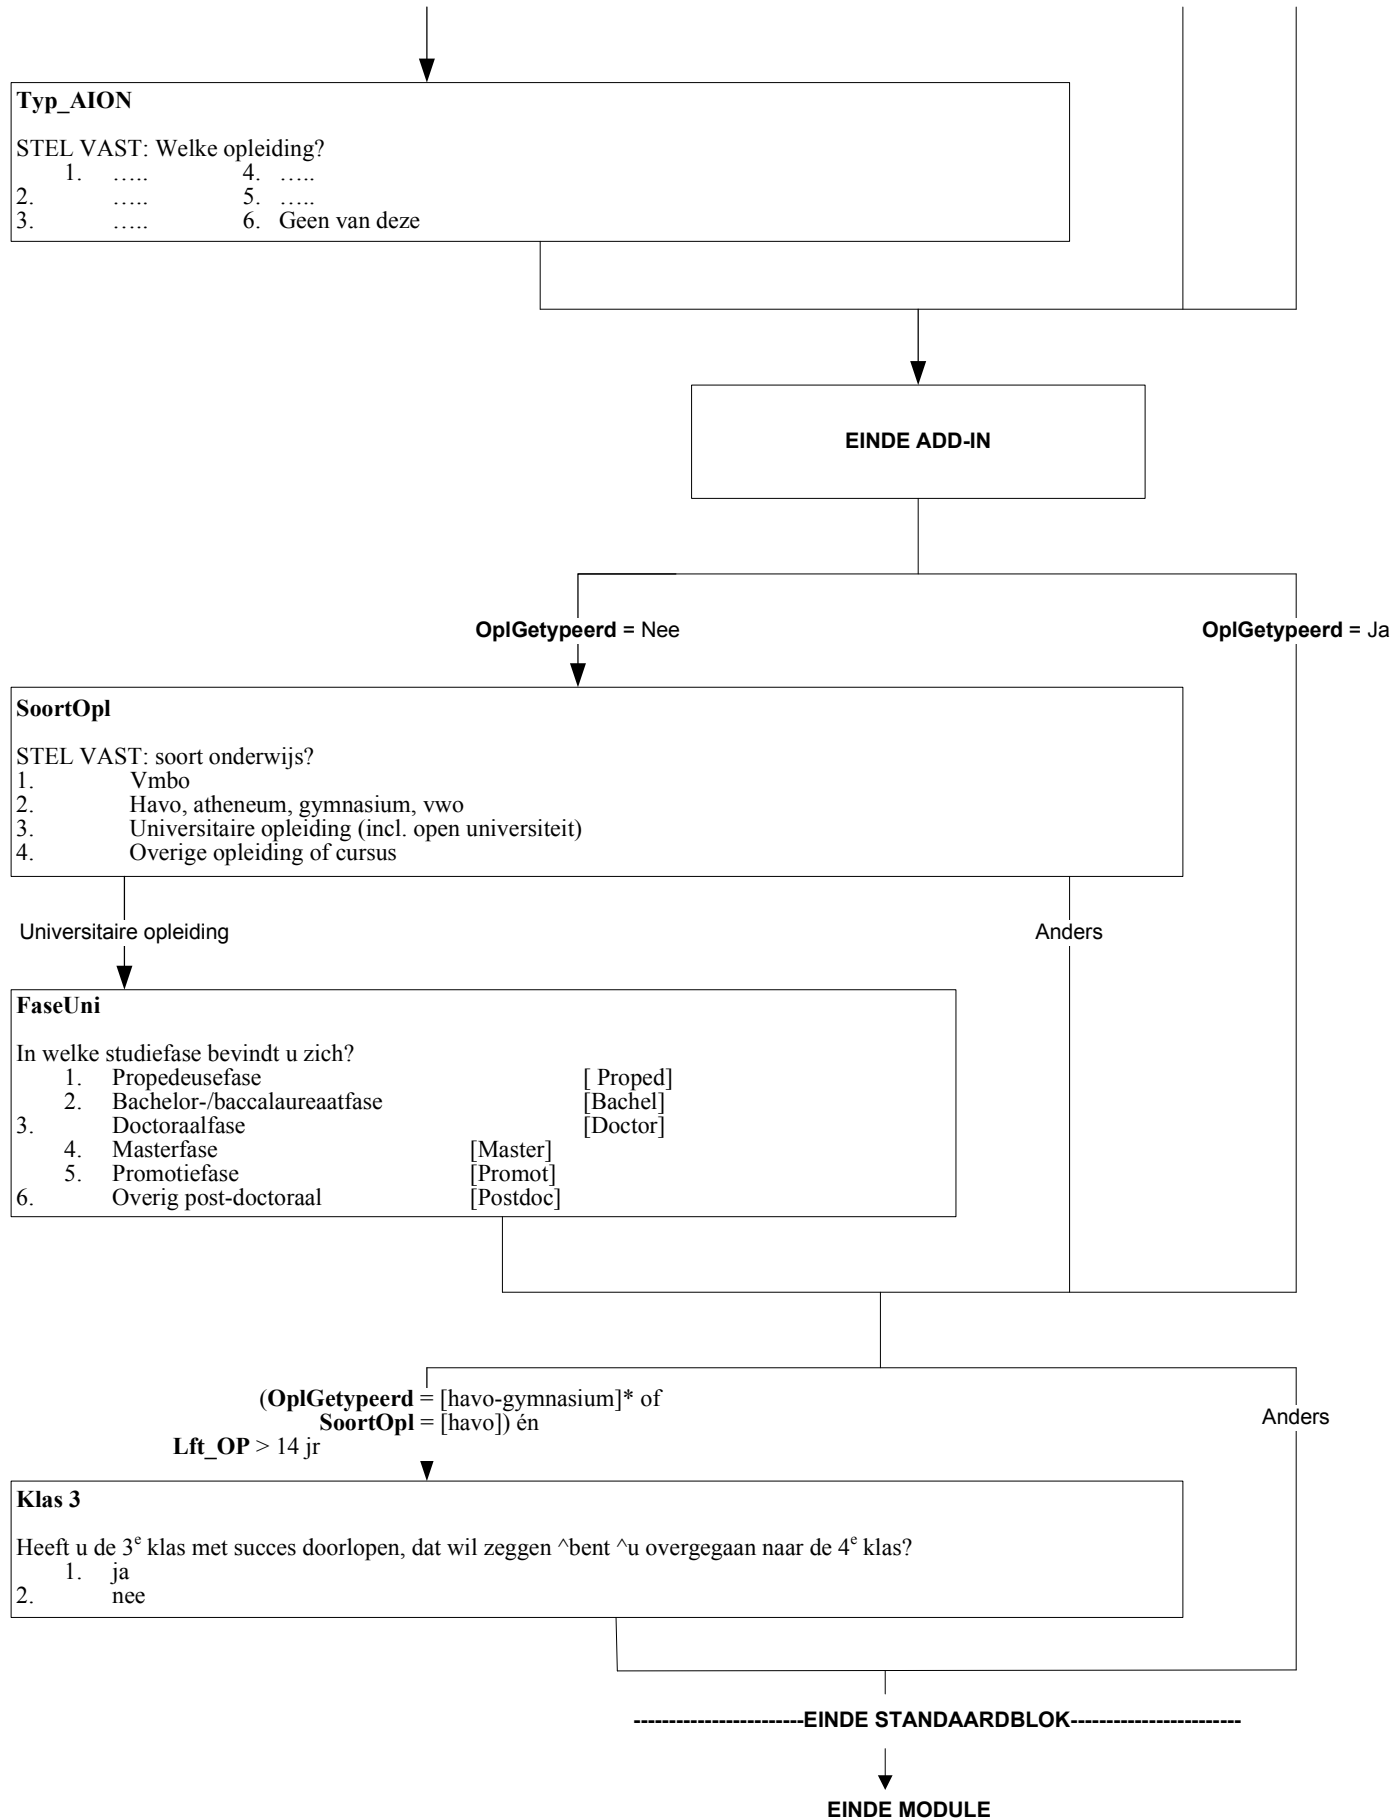 Typ_AION
STEL VAST: Welke opleiding?
1. ….. 4. …..
2. ….. 5. …..
3. ….. 6. Geen van deze
EINDE ADD-IN
OplGetypeerd = Nee
OplGetypeerd = Ja
SoortOpl
STEL VAST: soort onderwijs?
1. Vmbo
2. Havo, atheneum, gymnasium, vwo
3. Universitaire opleiding (incl. open universiteit)
4. Overige opleiding of cursus
Universitaire opleiding
Anders
FaseUni
In welke studiefase bevindt u zich?
1. Propedeusefase [ Proped]
2. Bachelor-/baccalaureaatfase [Bachel]
3. Doctoraalfase [Doctor]
4. Masterfase [Master]
5. Promotiefase [Promot]
6. Overig post-doctoraal [Postdoc]
(OplGetypeerd = [havo-gymnasium]* of
SoortOpl = [havo]) én
Lft_OP > 14 jr
Anders
Klas 3
Heeft u de 3e klas met succes doorlopen, dat wil zeggen ^bent ^u overgegaan naar de 4e klas?
1. ja
2. nee
------------------------EINDE STANDAARDBLOK------------------------
EINDE MODULE